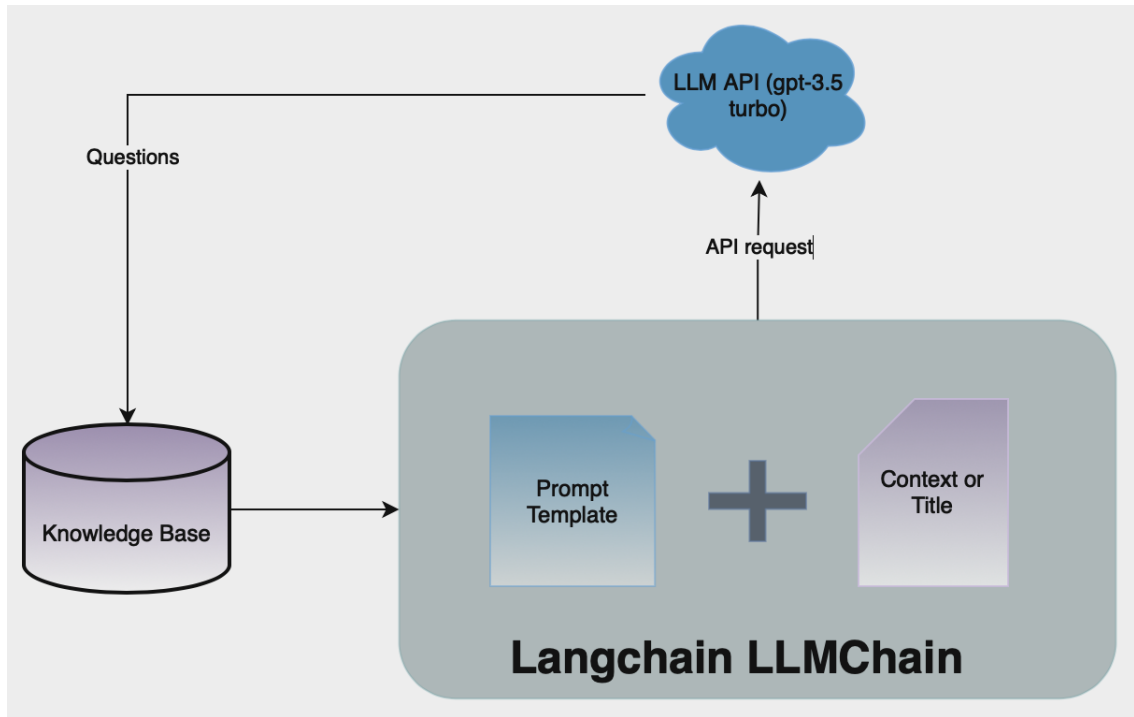 LLM API (gpt-3.5
turbo)
Questions
API request
Knowledge Base
Prompt
Template
Context or
Title
Langchain LLMChain